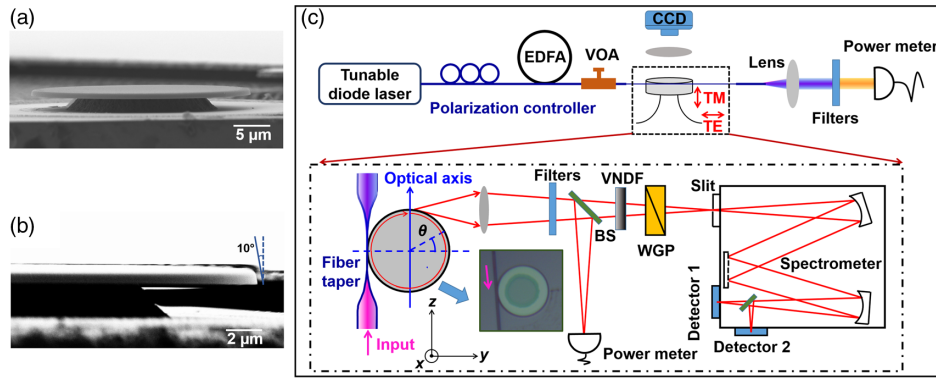 (a)
5 μm
(b)
10°
2 μm
(c)
CCD
EDFA
VOA
Tunable
diode laser
Polarization controller
TM
TE
Lens
Power meter
Filters
Optical axis
θ
Fiber
taper
Input
z
y
x
Filters
VNDF
BS
WGP
Power meter
Slit
Spectrometer
Detector 1
Detector 2